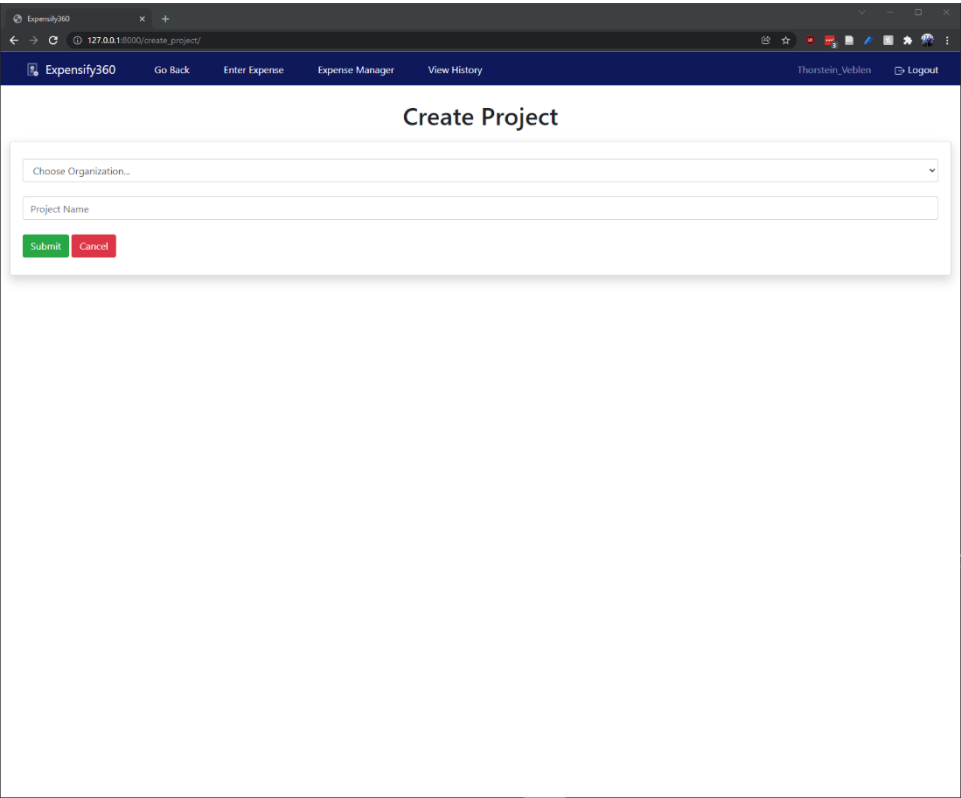 Expensify360
127.0.0.1:8000/create_project/
Expensify360 Go Back Enter Expense Expense Manager View History Thorstein_Veblen Logout
Create Project
Choose Organization...
Project Name
Submit Cancel